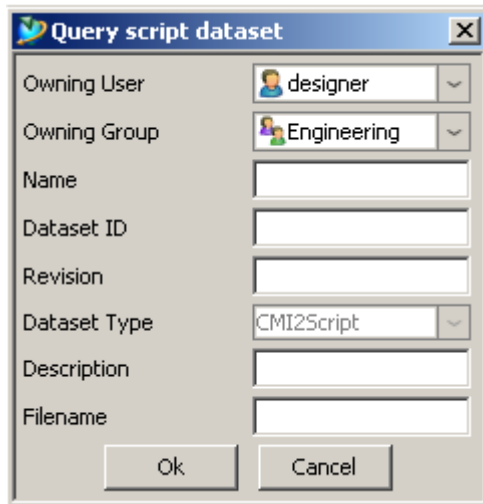 Query script dataset
Owning User designer
Owning Group Engineering
Name
Dataset ID
Revision
Dataset Type CMI2Script
Description
Filename
Ok Cancel